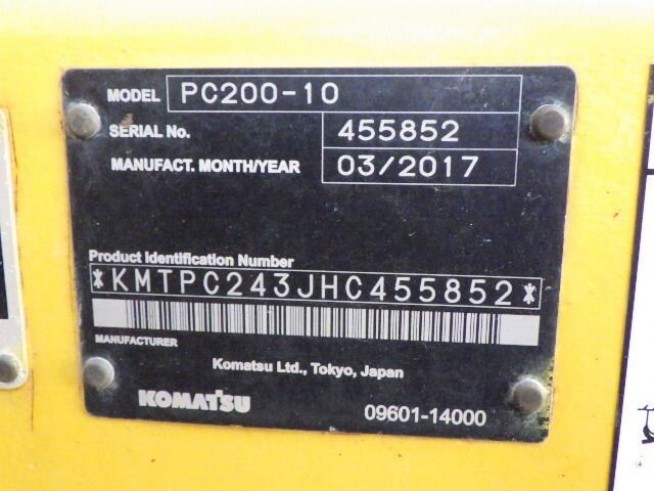 MODEL PC200-10
SERIAL No. 455852
MANUFACT. MONTH/YEAR 03/2017
Product Identification Number
*KMTPC243JHC455852*
MANUFACTURER
Komatsu Ltd., Tokyo, Japan
KOMATSU 09601-14000